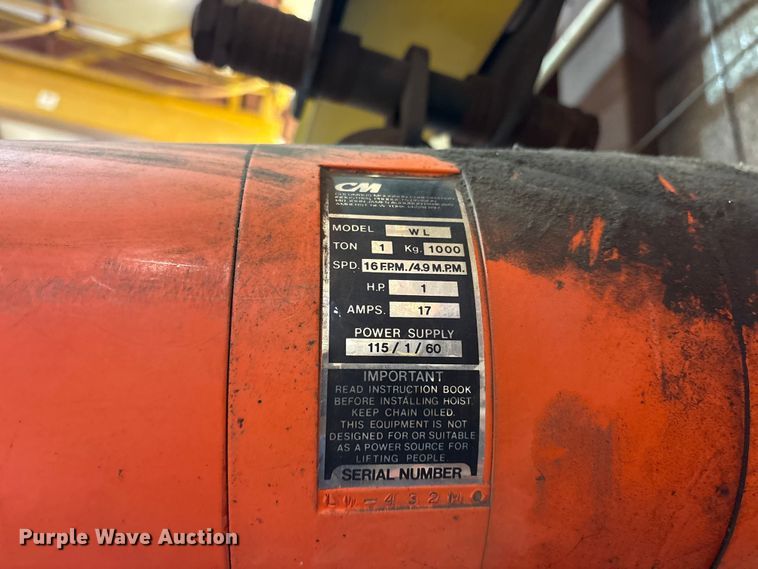 CM
MODEL WL
TON 1 Kg. 1000
SPD. 16 F.P.M./4.9 M.P.M.
H.P. 1
AMPS. 17
POWER SUPPLY
115/1/60
IMPORTANT
READ INSTRUCTION BOOK
BEFORE INSTALLING HOIST.
KEEP CHAIN OILED.
THIS EQUIPMENT IS NOT
DESIGNED FOR OR SUITABLE
AS A POWER SOURCE FOR
LIFTING PEOPLE.
SERIAL NUMBER
Purple Wave Auction